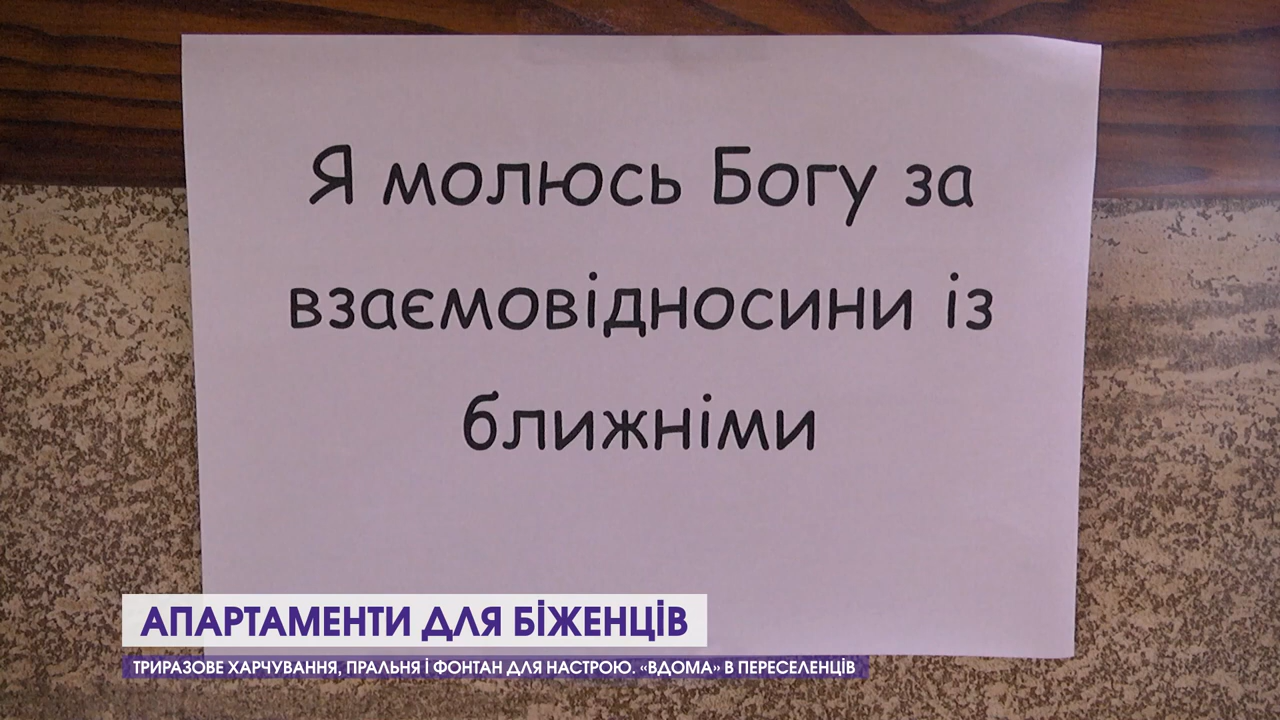 Я молюсь Богу за
взаємовідносини із
ближніми
АПАРТАМЕНТИ ДЛЯ БІЖЕНЦІВ
ТРИРАЗОВЕ ХАРЧУВАННЯ, ПРАЛЬНЯ І ФОНТАН ДЛЯ НАСТРОЮ. «ВДОМА» В ПЕРЕСЕЛЕНЦІВ